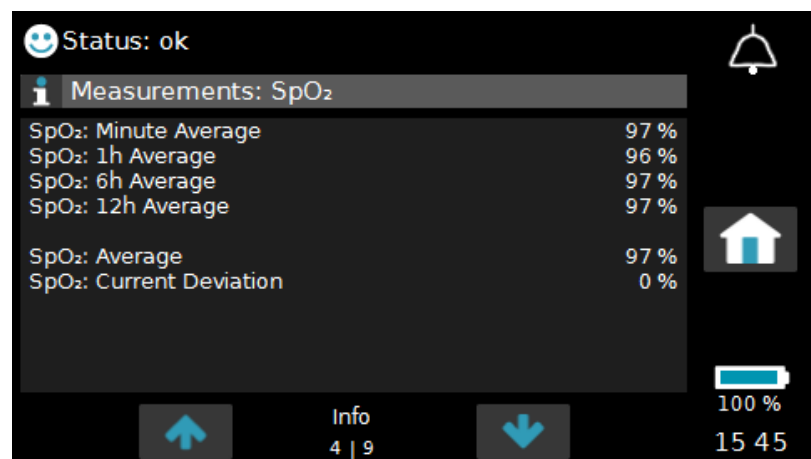 Status: ok
i Measurements: SpO₂
SpO₂: Minute Average 97 %
SpO₂: 1h Average 96 %
SpO₂: 6h Average 97 %
SpO₂: 12h Average 97 %
SpO₂: Average 97 %
SpO₂: Current Deviation 0 %
Info
4 | 9
100 %
15 45